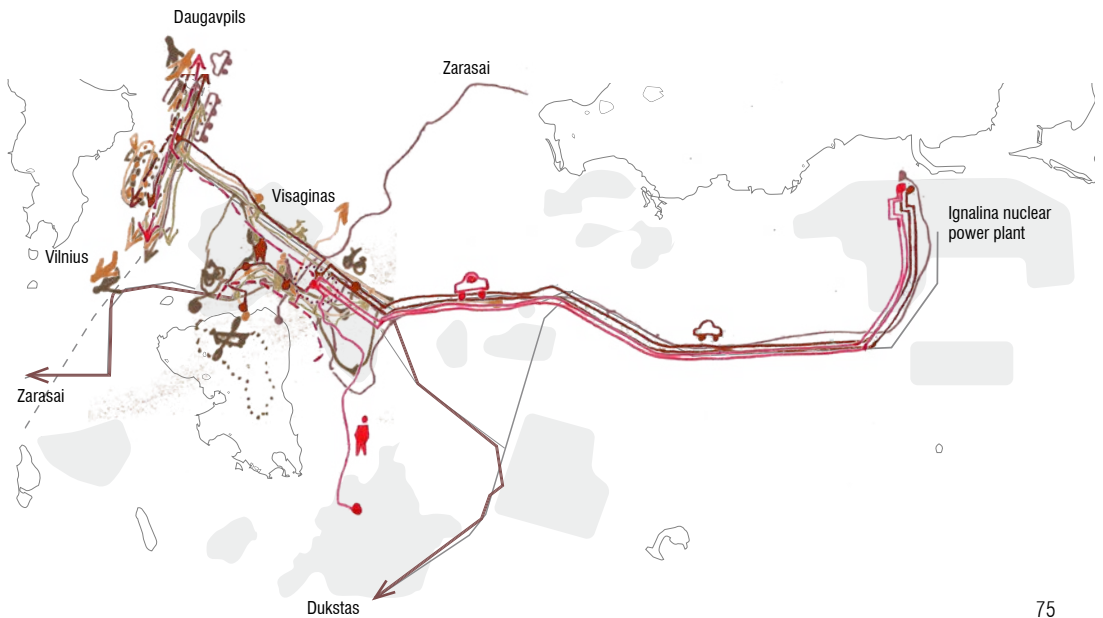 Daugavpils
Zarasai
Visaginas
Ignalina nuclear
power plant
Vilnius
Zarasai
Dukstas
75